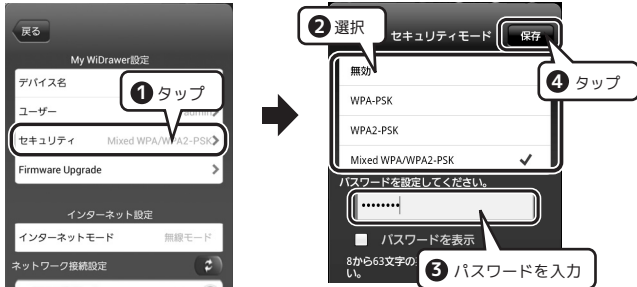 戻る
My WiDrawer設定
デバイス名
❶ タップ
ユーザー admin
セキュリティ Mixed WPA/WPA2-PSK
Firmware Upgrade
インターネット設定
インターネットモード 無線モード
ネットワーク接続設定
❷ 選択
セキュリティモード 保存
無効
❹ タップ
WPA-PSK
WPA2-PSK
Mixed WPA/WPA2-PSK
パスワードを設定してください。
••••••••
パスワードを表示
8から63文字の
い。
❸ パスワードを入力